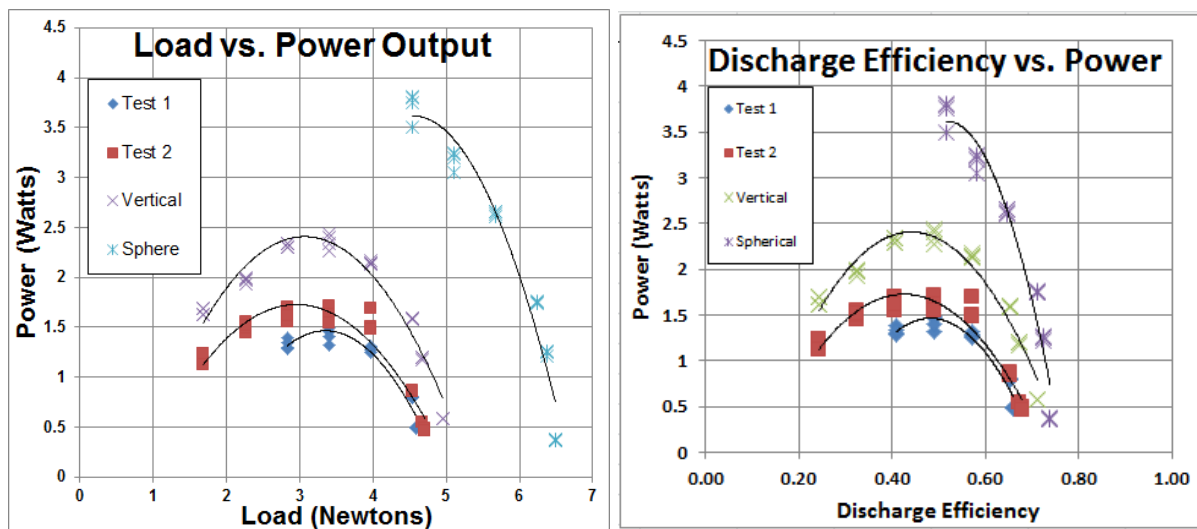 Load vs. Power Output
4.5
4
3.5
3
2.5
2
1.5
1
0.5
0
Power (Watts)
Test 1
Test 2
Vertical
Sphere
0 1 2 3 4 5 6 7
Load (Newtons)
Discharge Efficiency vs. Power
4.5
4
3.5
3
2.5
2
1.5
1
0.5
0
Power (Watts)
Test 1
Test 2
Vertical
Spherical
0.00 0.20 0.40 0.60 0.80 1.00
Discharge Efficiency